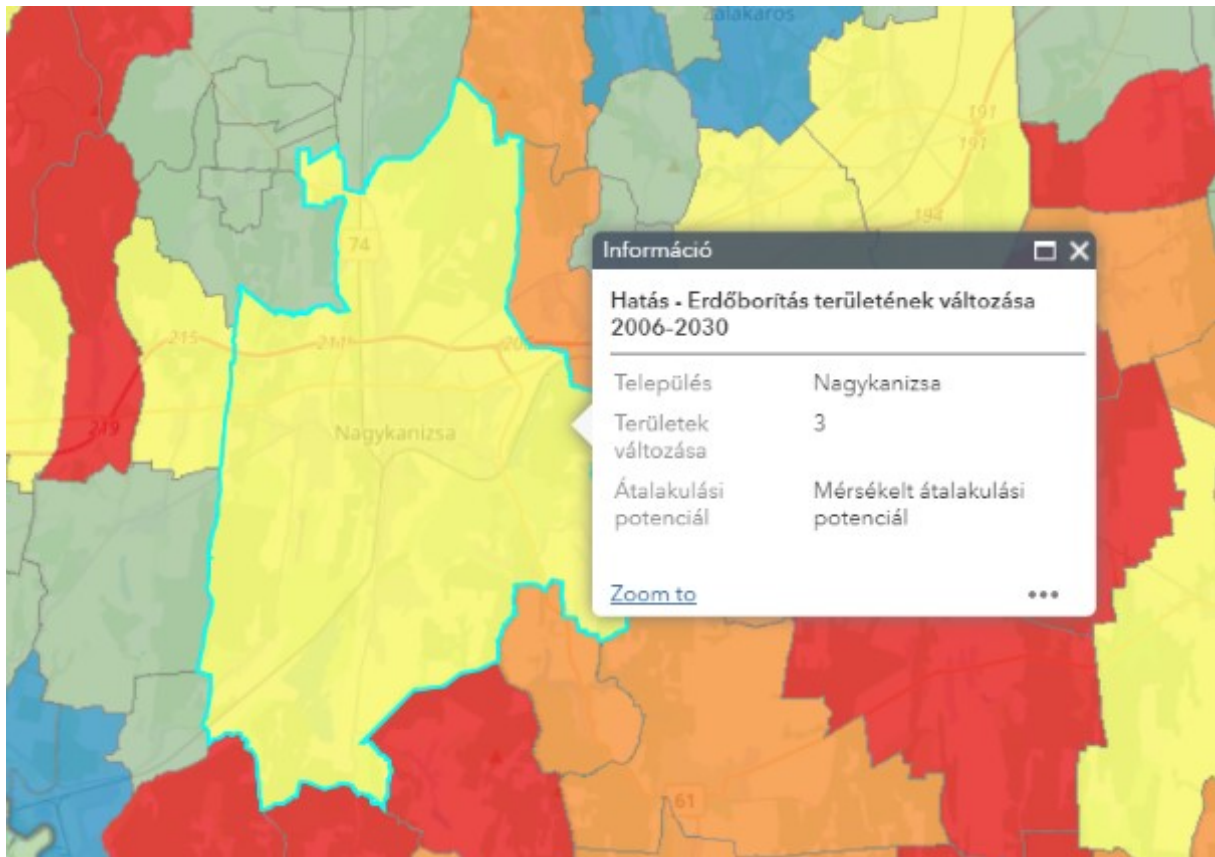 Zalakaros
191
191
194
74
Információ
Hatás - Erdőborítás területének változása
2006-2030
215
211
Település Nagykanizsa
Területek 3
változása
219
Nagykanizsa
Átalakulási Mérsékelt átalakulási
potenciál potenciál
Zoom to
61